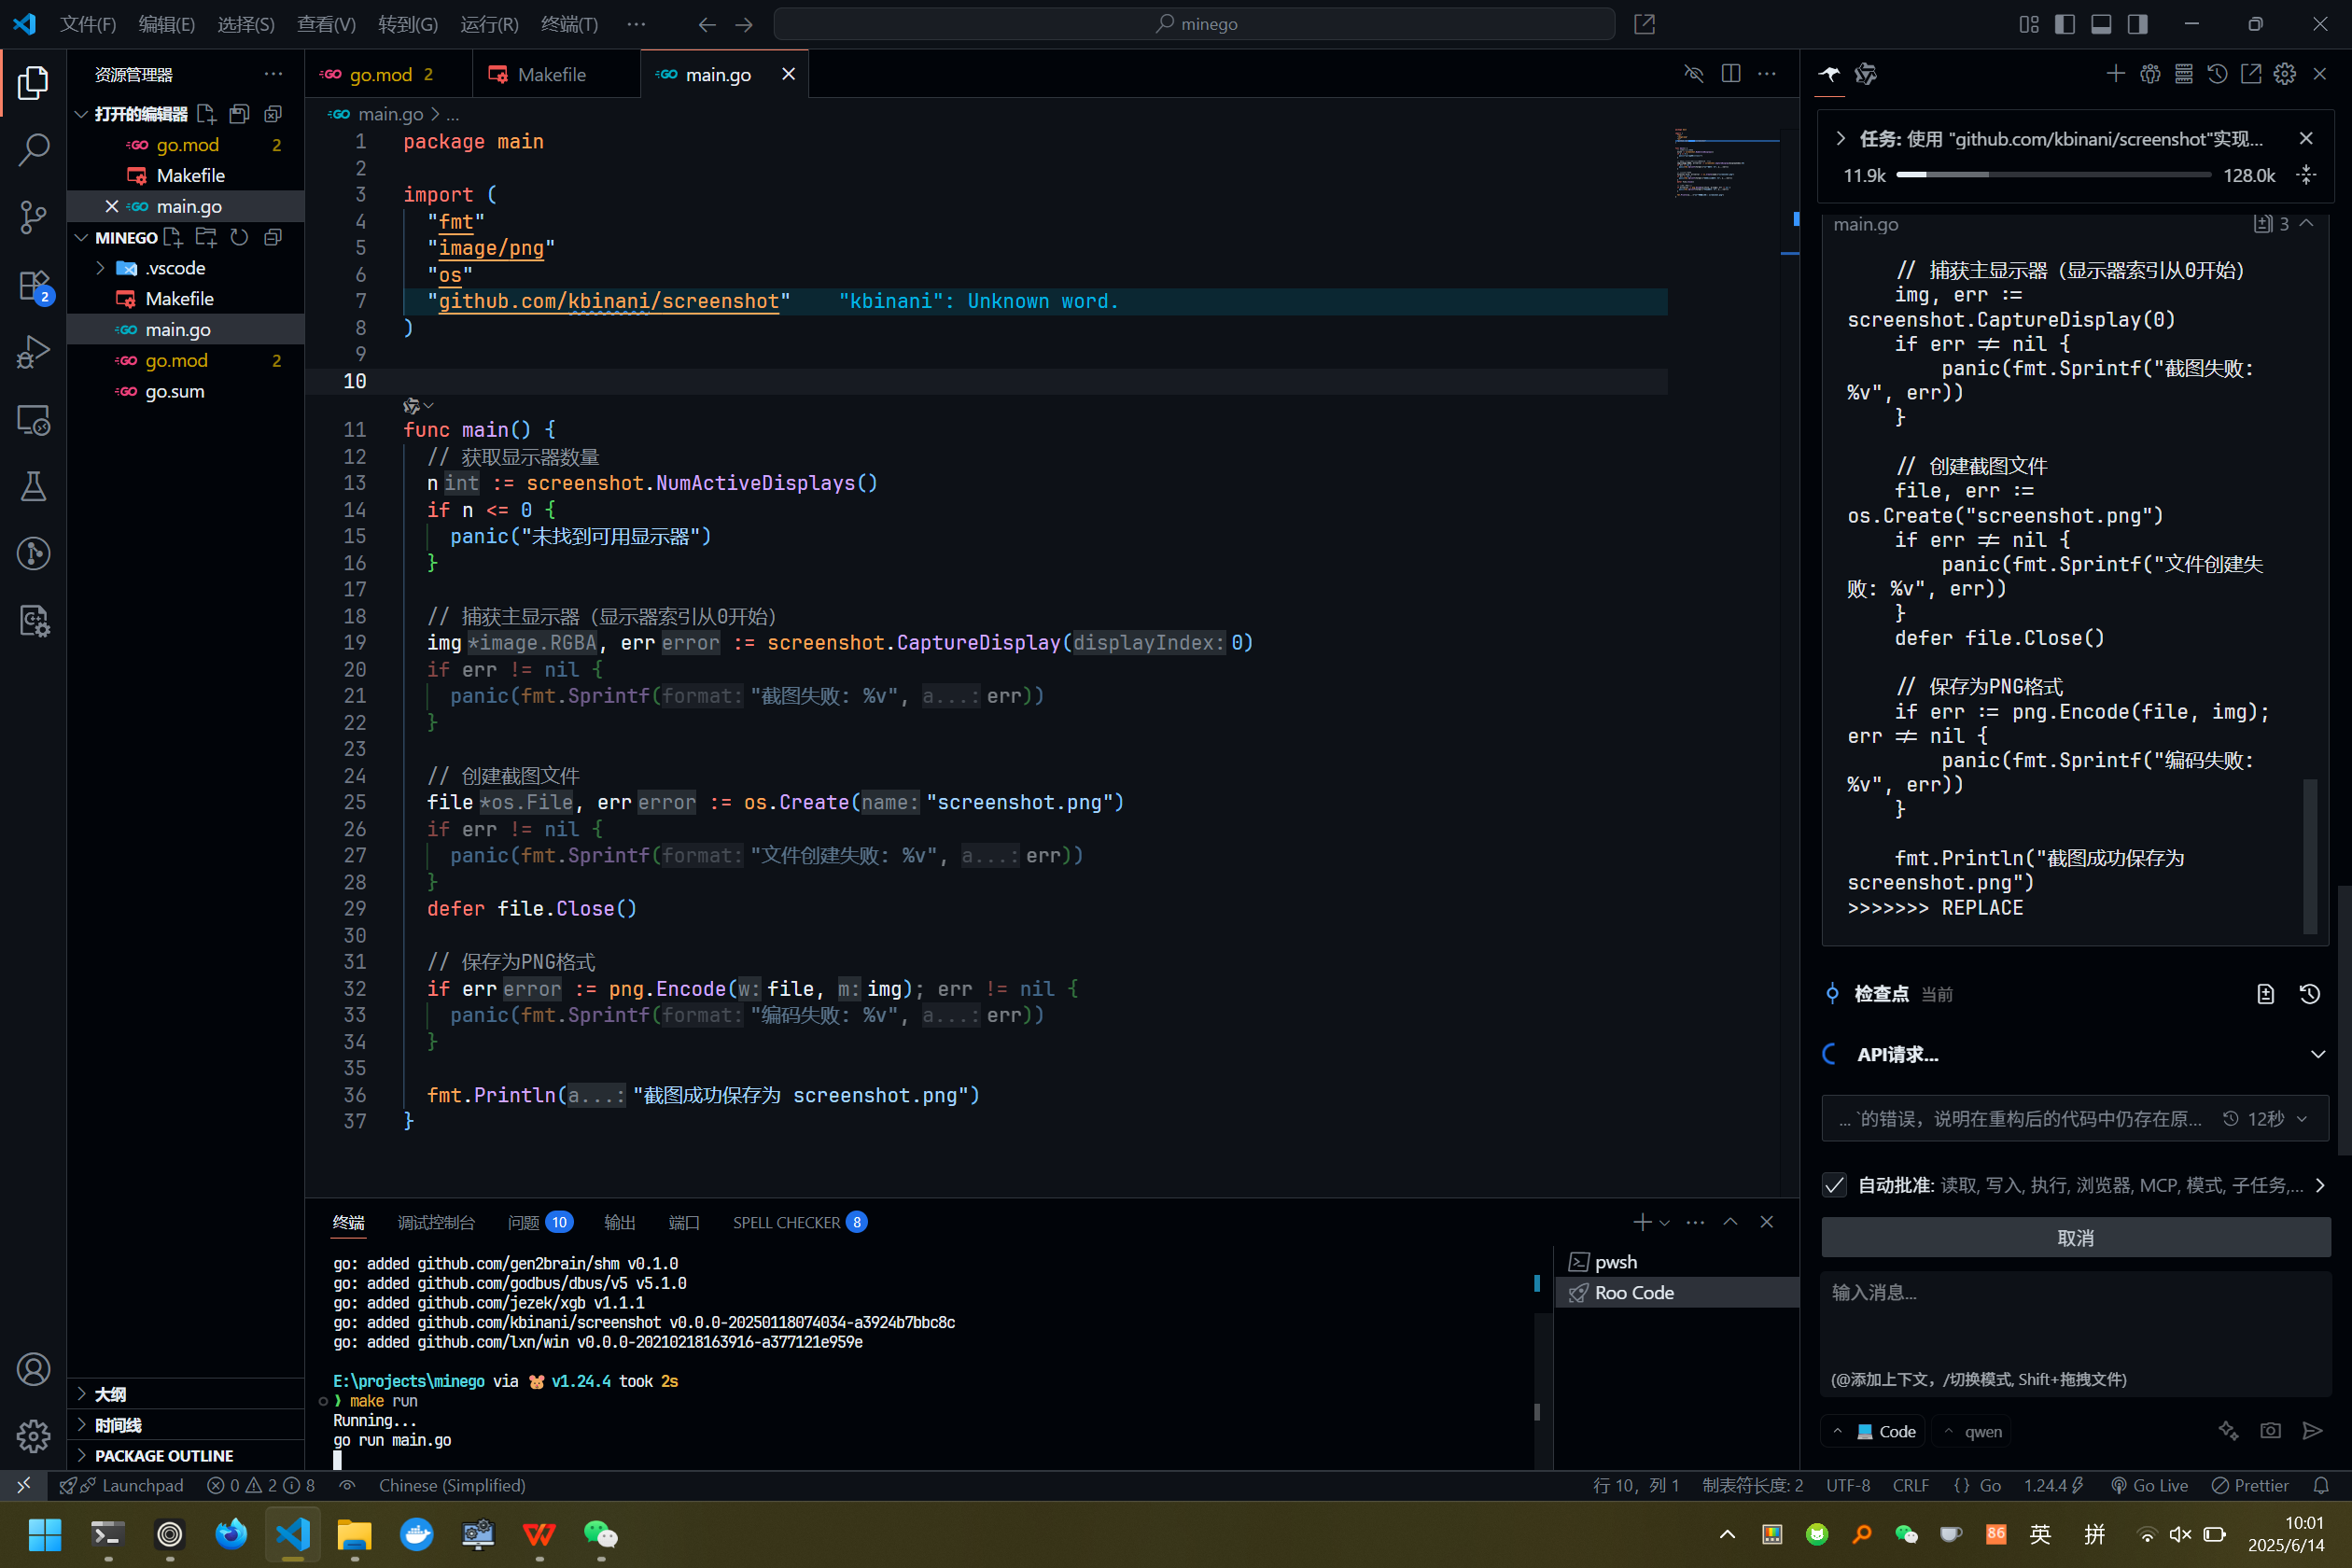 文件(F) 编辑(E) 选择(S) 查看(V) 转到(G) 运行(R) 终端(T) ··· minego
资源管理器
打开的编辑器
go.mod 2
Makefile
main.go
MINEGO
.vscode
Makefile
main.go
go.mod 2
go.sum
大纲
时间线
PACKAGE OUTLINE
2
go.mod 2 Makefile main.go
main.go > ...
1 package main
2
3 import (
4 "fmt"
5 "image/png"
6 "os"
7 "github.com/kbinani/screenshot" "kbinani": Unknown word.
8 )
9
10
11 func main() {
12 // 获取显示器数量
13 n int := screenshot.NumActiveDisplays()
14 if n <= 0 {
15 panic("未找到可用显示器")
16 }
17
18 // 捕获主显示器（显示器索引从0开始）
19 img *image.RGBA, err error := screenshot.CaptureDisplay(displayIndex: 0)
20 if err != nil {
21 panic(fmt.Sprintf(format: "截图失败: %v", a...: err))
22 }
23
24 // 创建截图文件
25 file *os.File, err error := os.Create(name: "screenshot.png")
26 if err != nil {
27 panic(fmt.Sprintf(format: "文件创建失败: %v", a...: err))
28 }
29 defer file.Close()
30
31 // 保存为PNG格式
32 if err error := png.Encode(w: file, m: img); err != nil {
33 panic(fmt.Sprintf(format: "编码失败: %v", a...: err))
34 }
35
36 fmt.Println(a...: "截图成功保存为 screenshot.png")
37 }
终端 调试控制台 问题 10 输出 端口 SPELL CHECKER 8
go: added github.com/gen2brain/shm v0.1.0
go: added github.com/godbus/dbus/v5 v5.1.0
go: added github.com/jezek/xgb v1.1.1
go: added github.com/kbinani/screenshot v0.0.0-20250118074034-a3924b7bbc8c
go: added github.com/lxn/win v0.0.0-20210218163916-a377121e959e
E:\projects\minego via 🐹 v1.24.4 took 2s
❯ make run
Running...
go run main.go
pwsh
Roo Code
任务: 使用 "github.com/kbinani/screenshot"实现...
11.9k 128.0k
main.go 3
// 捕获主显示器（显示器索引从0开始）
img, err :=
screenshot.CaptureDisplay(0)
if err != nil {
panic(fmt.Sprintf("截图失败:
%v", err))
}
// 创建截图文件
file, err :=
os.Create("screenshot.png")
if err != nil {
panic(fmt.Sprintf("文件创建失
败: %v", err))
}
defer file.Close()
// 保存为PNG格式
if err := png.Encode(file, img);
err != nil {
panic(fmt.Sprintf("编码失败:
%v", err))
}
fmt.Println("截图成功保存为
screenshot.png")
>>>>>>> REPLACE
检查点 当前
API请求...
... `的错误，说明在重构后的代码中仍存在原... 12秒
自动批准: 读取, 写入, 执行, 浏览器, MCP, 模式, 子任务,...
取消
输入消息...
(@添加上下文，/切换模式, Shift+拖拽文件)
Code qwen
Launchpad 0 2 8 Chinese (Simplified) 行 10，列 1 制表符长度: 2 UTF-8 CRLF {} Go 1.24.4 Go Live Prettier
86 英 拼 10:01
2025/6/14